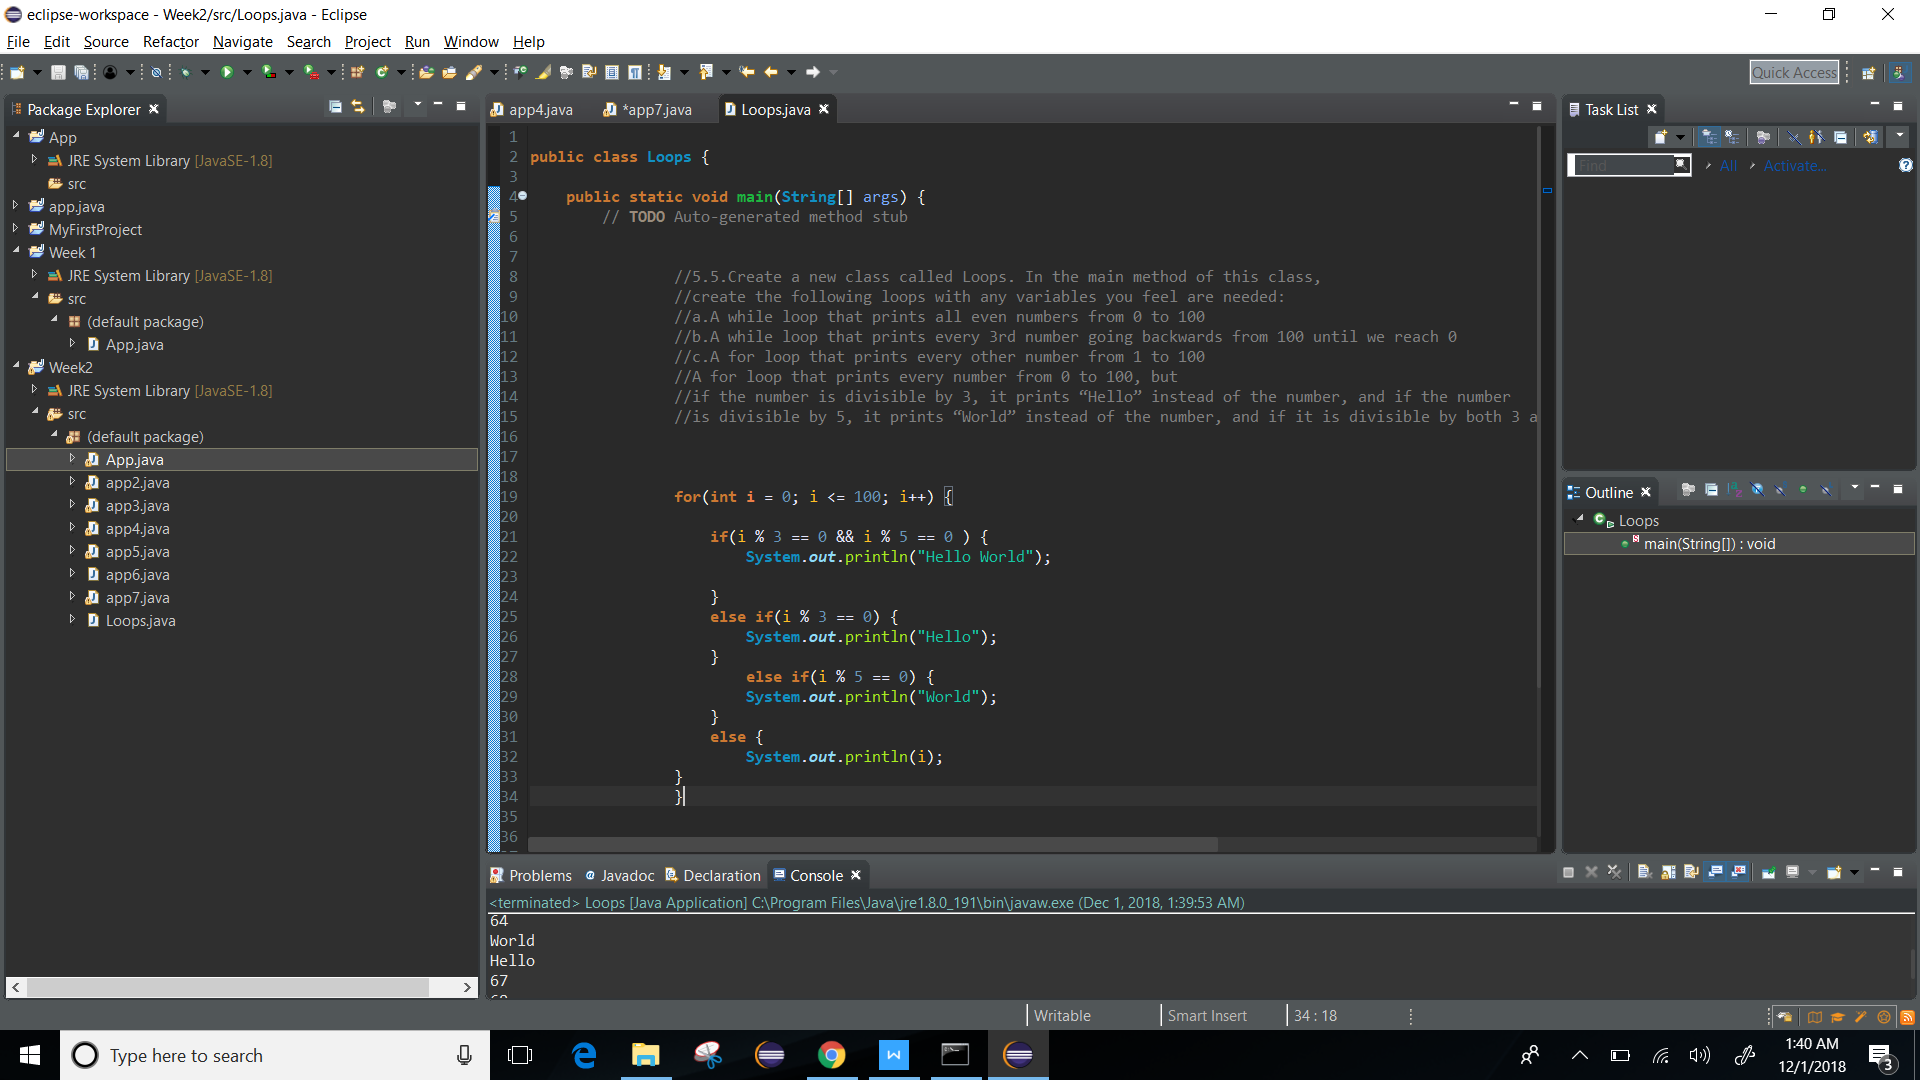 eclipse-workspace - Week2/src/Loops.java - Eclipse
File Edit Source Refactor Navigate Search Project Run Window Help
Quick Access
Package Explorer
App
JRE System Library [JavaSE-1.8]
src
app.java
MyFirstProject
Week 1
JRE System Library [JavaSE-1.8]
src
(default package)
App.java
Week2
JRE System Library [JavaSE-1.8]
src
(default package)
App.java
app2.java
app3.java
app4.java
app5.java
app6.java
app7.java
Loops.java
app4.java *app7.java Loops.java
1
2 public class Loops {
3
4 public static void main(String[] args) {
5 // TODO Auto-generated method stub
6
7
8 //5.5.Create a new class called Loops. In the main method of this class,
9 //create the following loops with any variables you feel are needed:
10 //a.A while loop that prints all even numbers from 0 to 100
11 //b.A while loop that prints every 3rd number going backwards from 100 until we reach 0
12 //c.A for loop that prints every other number from 1 to 100
13 //A for loop that prints every number from 0 to 100, but
14 //if the number is divisible by 3, it prints “Hello” instead of the number, and if the number
15 //is divisible by 5, it prints “World” instead of the number, and if it is divisible by both 3 a
16
17
18
19 for(int i = 0; i <= 100; i++) {
20
21 if(i % 3 == 0 && i % 5 == 0 ) {
22 System.out.println("Hello World");
23
24 }
25 else if(i % 3 == 0) {
26 System.out.println("Hello");
27 }
28 else if(i % 5 == 0) {
29 System.out.println("World");
30 }
31 else {
32 System.out.println(i);
33 }
34 }
35
36
Task List
Find
All
Activate...
Outline
Loops
main(String[]) : void
Problems Javadoc Declaration Console
<terminated> Loops [Java Application] C:\Program Files\Java\jre1.8.0_191\bin\javaw.exe (Dec 1, 2018, 1:39:53 AM)
64
World
Hello
67
68
Writable Smart Insert 34 : 18
Type here to search
1:40 AM
12/1/2018
3